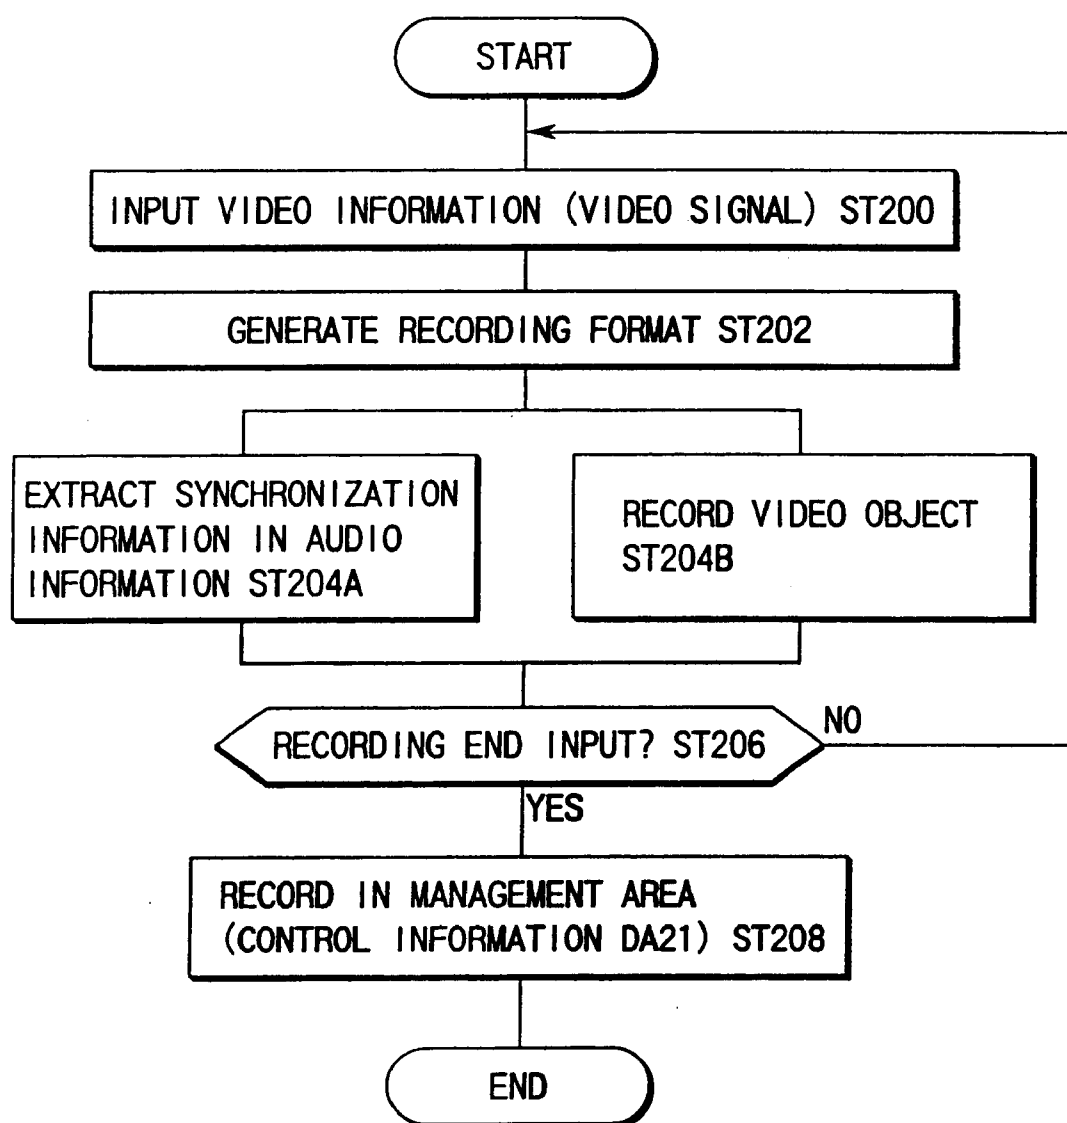 START
INPUT VIDEO INFORMATION (VIDEO SIGNAL) ST200
GENERATE RECORDING FORMAT ST202
EXTRACT SYNCHRONIZATION
INFORMATION IN AUDIO
INFORMATION ST204A
RECORD VIDEO OBJECT
ST204B
RECORDING END INPUT? ST206
NO
YES
RECORD IN MANAGEMENT AREA
(CONTROL INFORMATION DA21) ST208
END